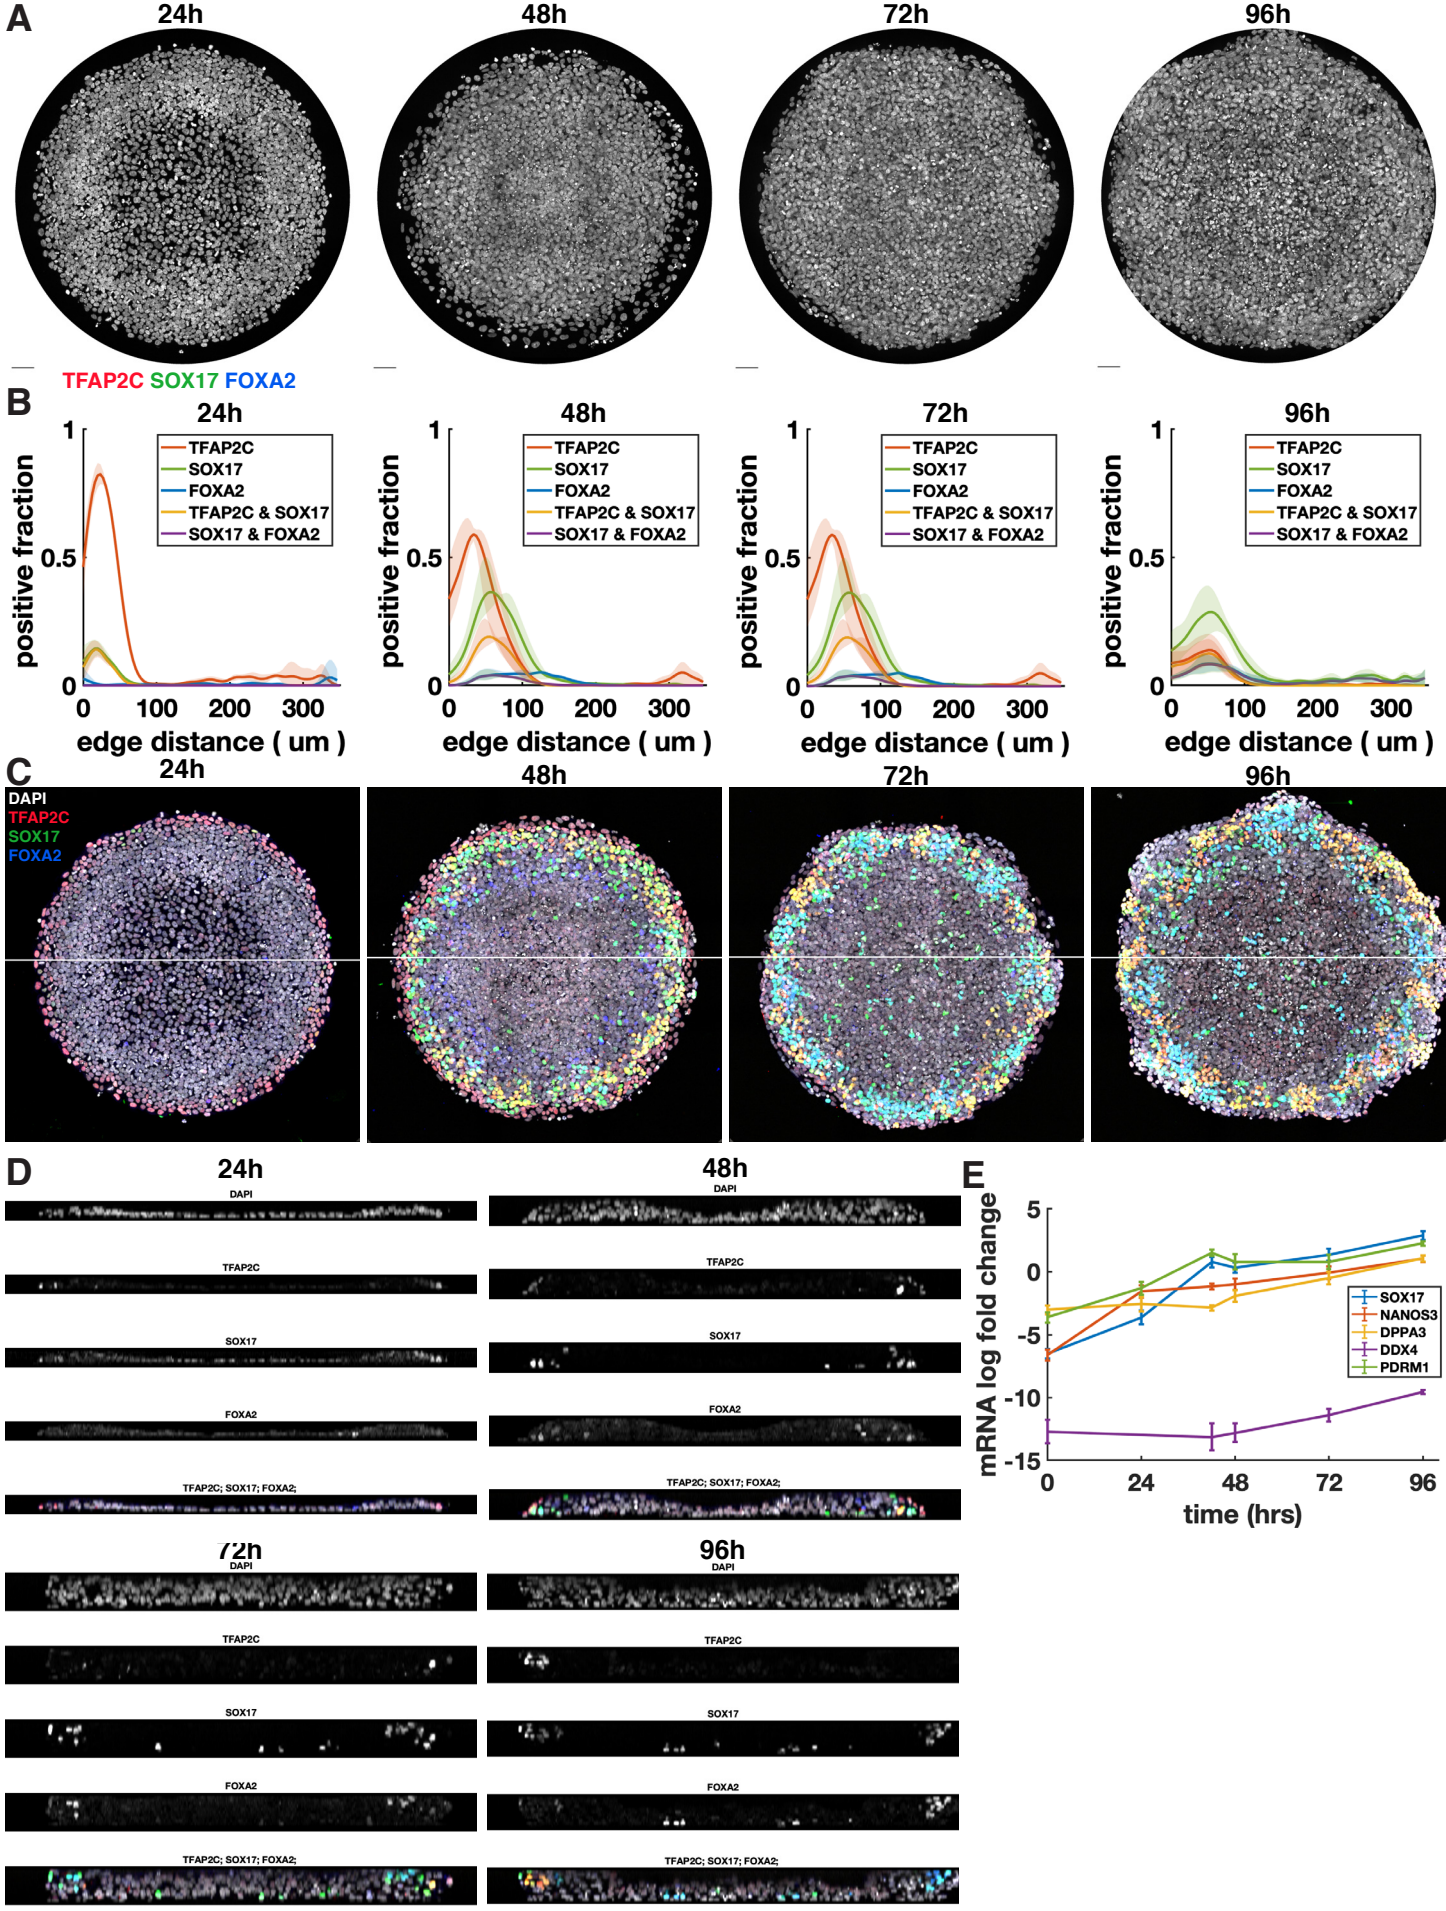 A
24h 48h 72h 96h
TFAP2C SOX17 FOXA2
B
24h
1
0.5
0
positive fraction
TFAP2C
SOX17
FOXA2
TFAP2C & SOX17
SOX17 & FOXA2
0 100 200 300
edge distance ( um )
48h
1
0.5
0
positive fraction
TFAP2C
SOX17
FOXA2
TFAP2C & SOX17
SOX17 & FOXA2
0 100 200 300
edge distance ( um )
72h
1
0.5
0
positive fraction
TFAP2C
SOX17
FOXA2
TFAP2C & SOX17
SOX17 & FOXA2
0 100 200 300
edge distance ( um )
96h
1
0.5
0
positive fraction
TFAP2C
SOX17
FOXA2
TFAP2C & SOX17
SOX17 & FOXA2
0 100 200 300
edge distance ( um )
C
24h 48h 72h 96h
DAPI
TFAP2C
SOX17
FOXA2
D
24h
DAPI
TFAP2C
SOX17
FOXA2
TFAP2C; SOX17; FOXA2;
48h
DAPI
TFAP2C
SOX17
FOXA2
TFAP2C; SOX17; FOXA2;
72h
DAPI
TFAP2C
SOX17
FOXA2
TFAP2C; SOX17; FOXA2;
96h
DAPI
TFAP2C
SOX17
FOXA2
TFAP2C; SOX17; FOXA2;
E
mRNA log fold change
5
0
-5
-10
-15
SOX17
NANOS3
DPPA3
DDX4
PDRM1
0 24 48 72 96
time (hrs)